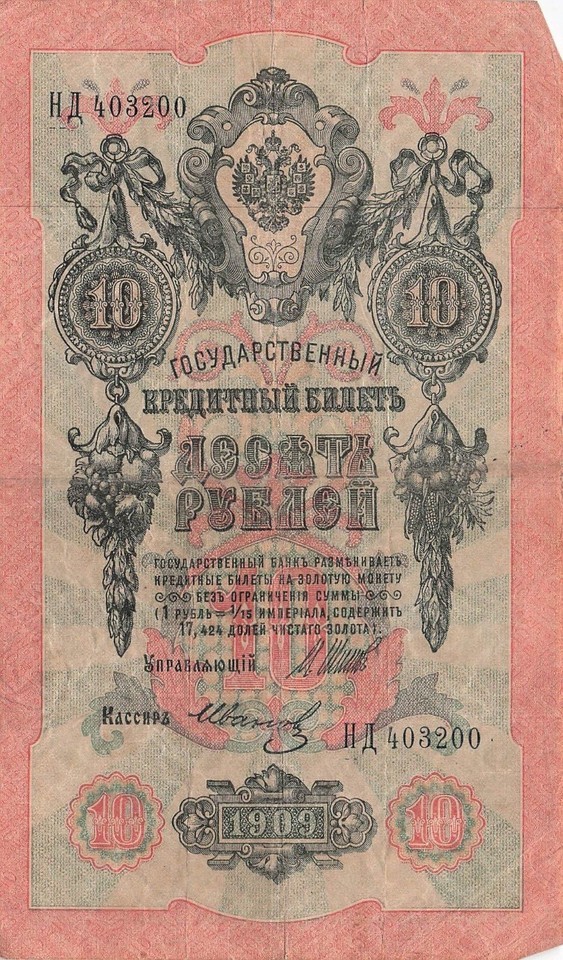 НД 403200
10 10
ГОСУДАРСТВЕННЫЙ
КРЕДИТНЫЙ БИЛЕТЪ
ДЕСЯТЬ
РУБЛЕЙ
ГОСУДАРСТВЕННЫЙ БАНКЪ РАЗМѢНИВАЕТЪ
КРЕДИТНЫЕ БИЛЕТЫ НА ЗОЛОТУЮ МОНЕТУ
БЕЗЪ ОГРАНИЧЕНІЯ СУММЫ
(1 РУБЛЬ = 1/15 ИМПЕРІАЛА, СОДЕРЖИТЪ
17,424 ДОЛЕЙ ЧИСТАГО ЗОЛОТА).
10
Управляющій И. Шипов
Кассиръ Иванов
НД 403200
10 1909 10